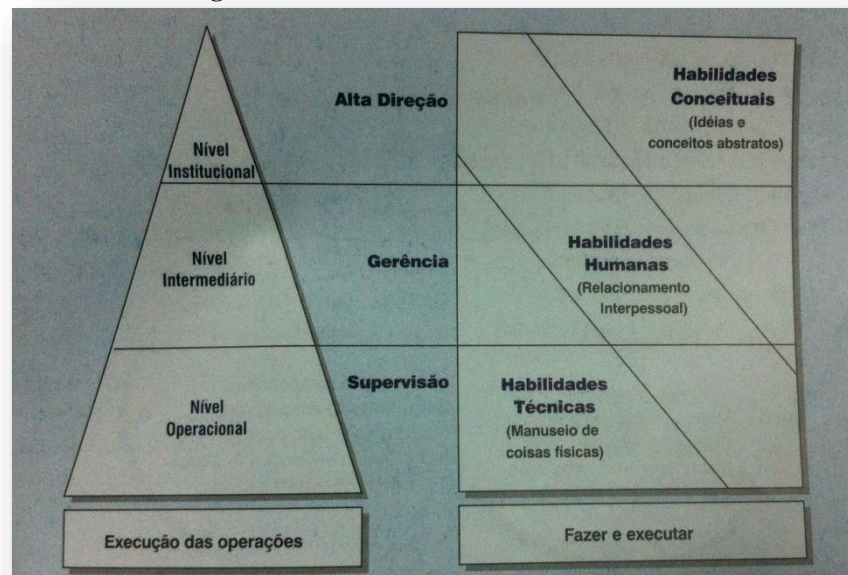 Alta Direção
Habilidades
Conceituais
(Idéias e
conceitos abstratos)
Nível
Institucional
Nível
Intermediário
Gerência
Habilidades
Humanas
(Relacionamento
Interpessoal)
Supervisão
Nível
Operacional
Habilidades
Técnicas
(Manuseio de
coisas físicas)
Execução das operações
Fazer e executar